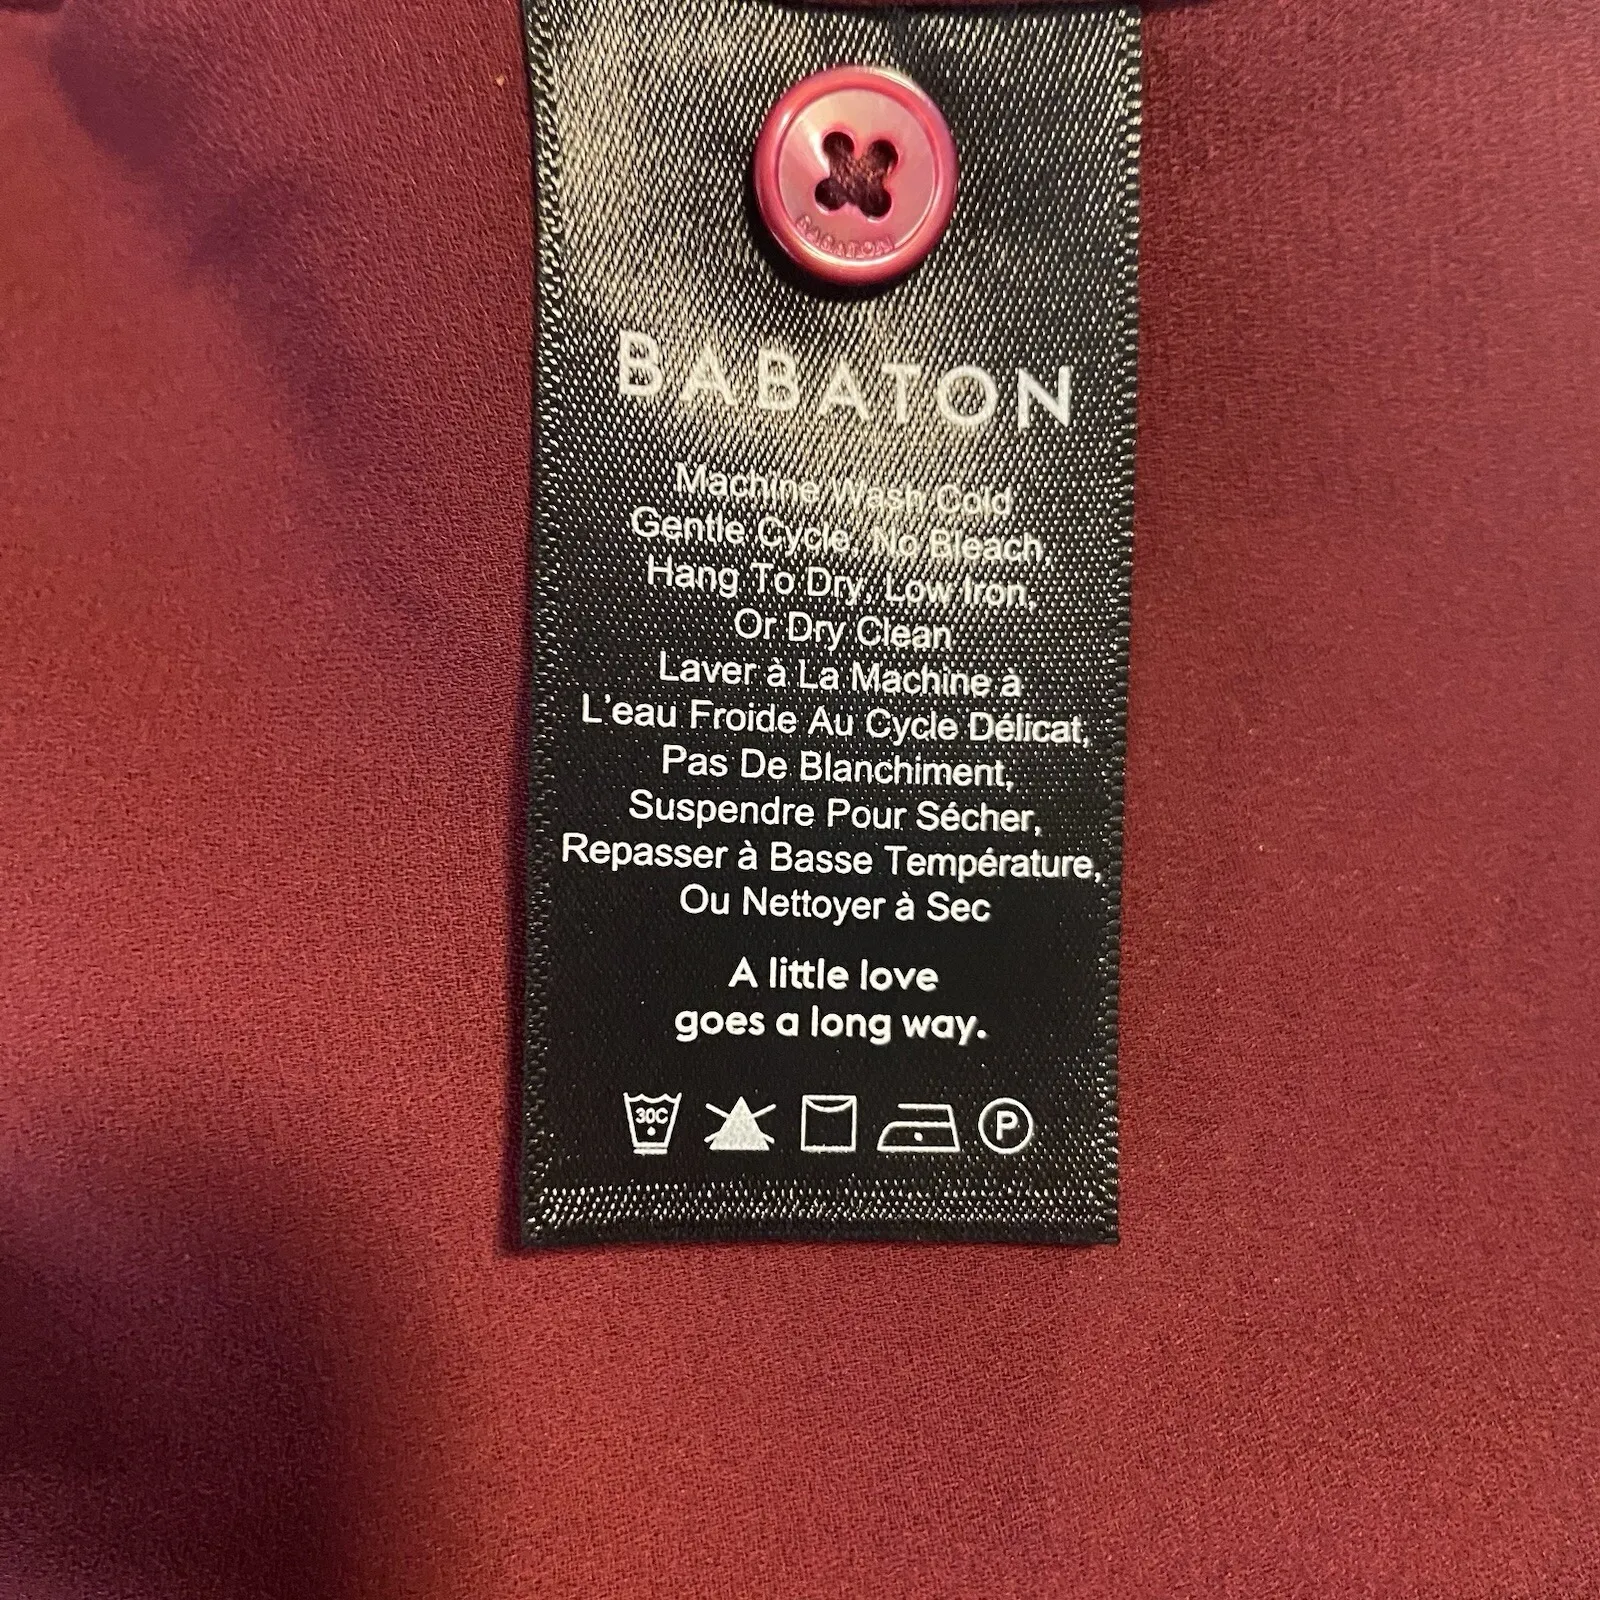 BABATON
BABATON
Machine Wash Cold
Gentle Cycle, No Bleach,
Hang To Dry, Low Iron,
Or Dry Clean
Laver à La Machine à
L'eau Froide Au Cycle Délicat,
Pas De Blanchiment,
Suspendre Pour Sécher,
Repasser à Basse Température,
Ou Nettoyer à Sec
A little love
goes a long way.
30C P